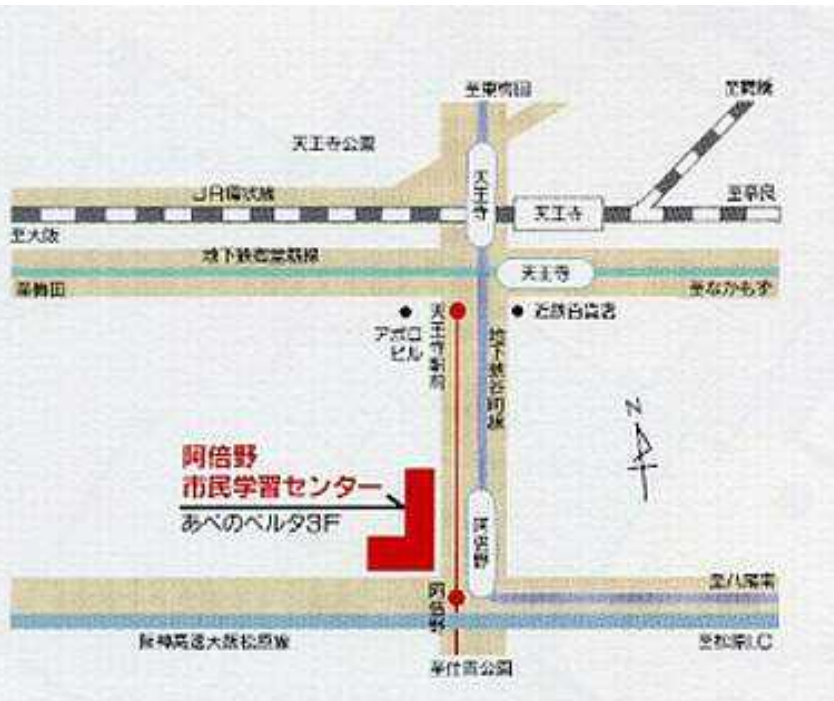 至東梅田
至鶴橋
天王寺公園
天王寺
JR環状線
天王寺
至奈良
至大阪
地下鉄御堂筋線
天王寺
至梅田
至なかもず
アポロ
ビル
天王寺駅前
近鉄百貨店
地下鉄谷町線
N
阿倍野
市民学習センター
あべのベルタ3F
阿倍野
阿倍野
至八尾南
阪神高速大阪松原線
至松原I.C
至住吉公園